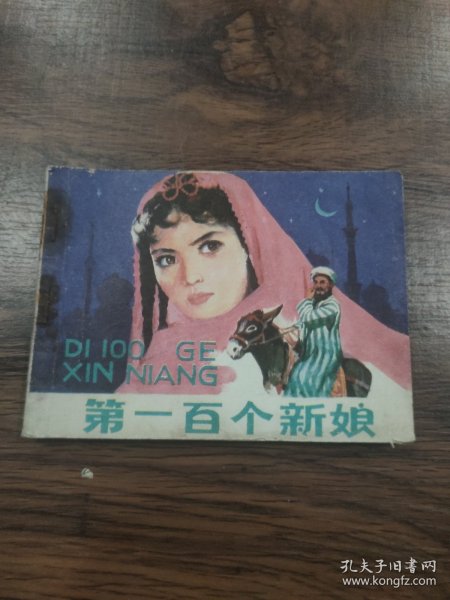 DI 100 GE
XIN NIANG
第一百个新娘
孔夫子旧书网
www.kongfz.com